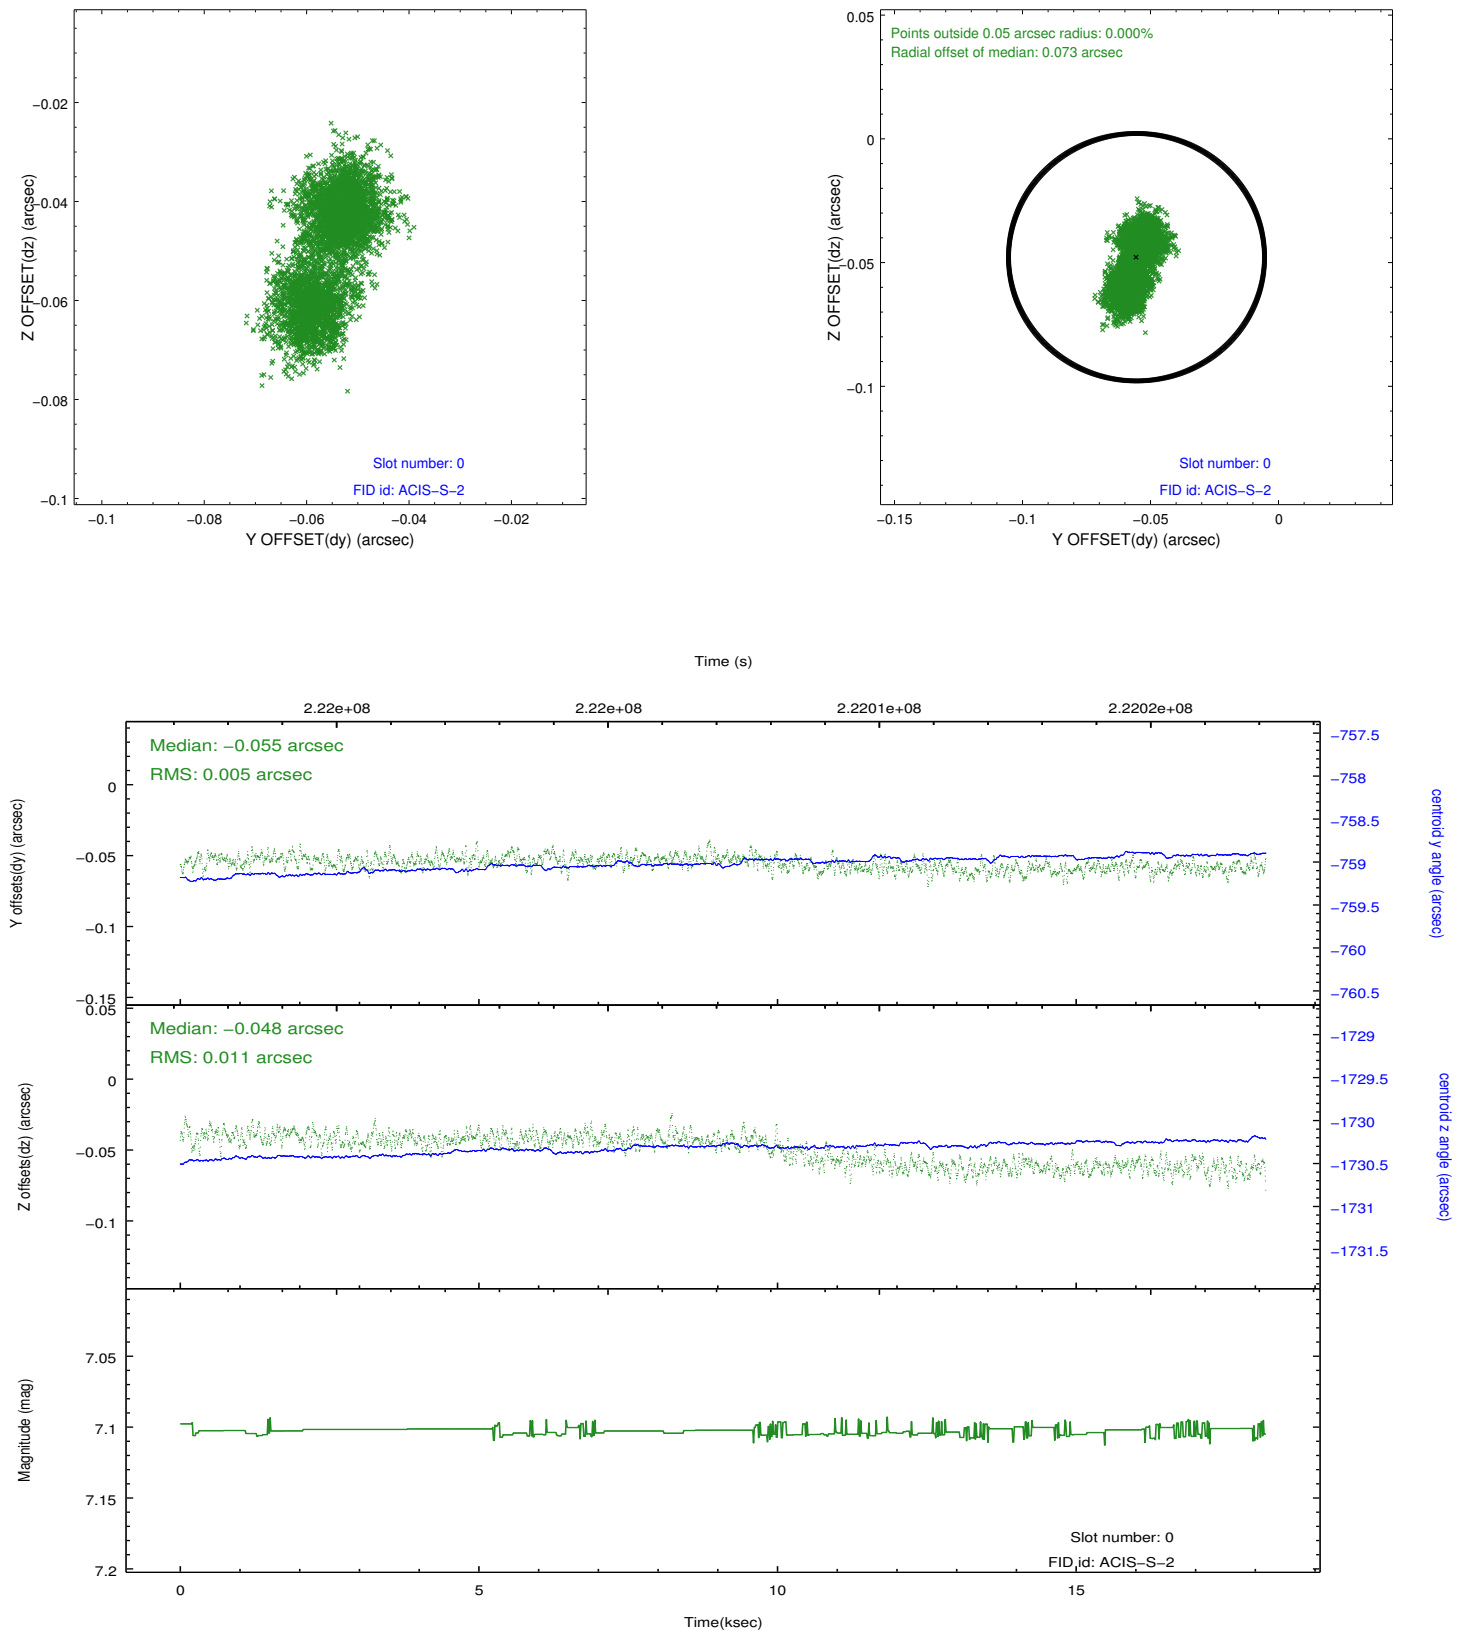 −0.02
−0.04
−0.06
−0.08
−0.1
Z OFFSET(dz) (arcsec)
Slot number: 0
FID id: ACIS−S−2
−0.1
−0.08
−0.06
−0.04
−0.02
Y OFFSET(dy) (arcsec)
0.05
0
−0.05
−0.1
Z OFFSET(dz) (arcsec)
Points outside 0.05 arcsec radius: 0.000%
Radial offset of median: 0.073 arcsec
Slot number: 0
FID id: ACIS−S−2
−0.15
−0.1
−0.05
0
Y OFFSET(dy) (arcsec)
Time (s)
2.22e+08
2.22e+08
2.2201e+08
2.2202e+08
Median: −0.055 arcsec
RMS: 0.005 arcsec
0
−0.05
−0.1
−0.15
Y offsets(dy) (arcsec)
−757.5
−758
−758.5
−759
−759.5
−760
−760.5
centroid y angle (arcsec)
Median: −0.048 arcsec
RMS: 0.011 arcsec
0.05
0
−0.05
−0.1
Z offsets(dz) (arcsec)
−1729
−1729.5
−1730
−1730.5
−1731
−1731.5
centroid z angle (arcsec)
7.05
7.1
7.15
7.2
Magnitude (mag)
Slot number: 0
FID id: ACIS−S−2
0
5
10
15
Time(ksec)